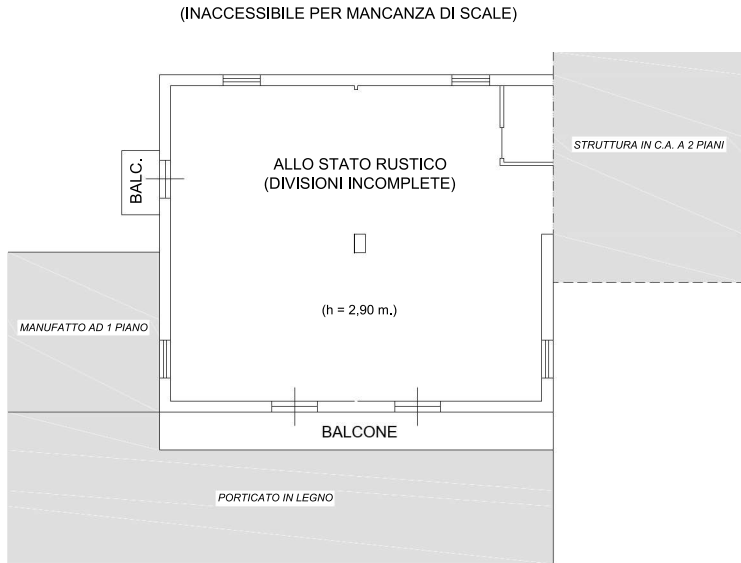 (INACCESSIBILE PER MANCANZA DI SCALE)
STRUTTURA IN C.A. A 2 PIANI
BALC.
ALLO STATO RUSTICO
(DIVISIONI INCOMPLETE)
(h = 2,90 m.)
MANUFATTO AD 1 PIANO
BALCONE
PORTICATO IN LEGNO